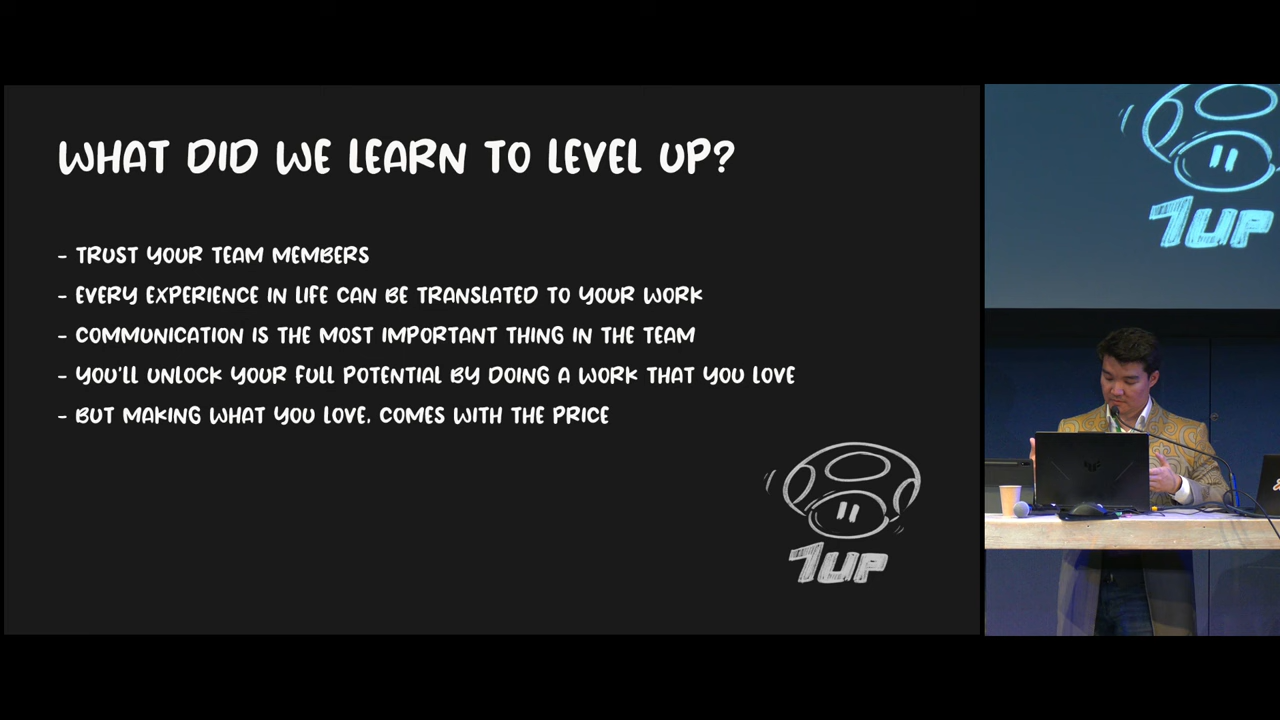 WHAT DID WE LEARN TO LEVEL UP?
- TRUST YOUR TEAM MEMBERS
- EVERY EXPERIENCE IN LIFE CAN BE TRANSLATED TO YOUR WORK
- COMMUNICATION IS THE MOST IMPORTANT THING IN THE TEAM
- YOU'LL UNLOCK YOUR FULL POTENTIAL BY DOING A WORK THAT YOU LOVE
- BUT MAKING WHAT YOU LOVE, COMES WITH THE PRICE
1UP
1UP